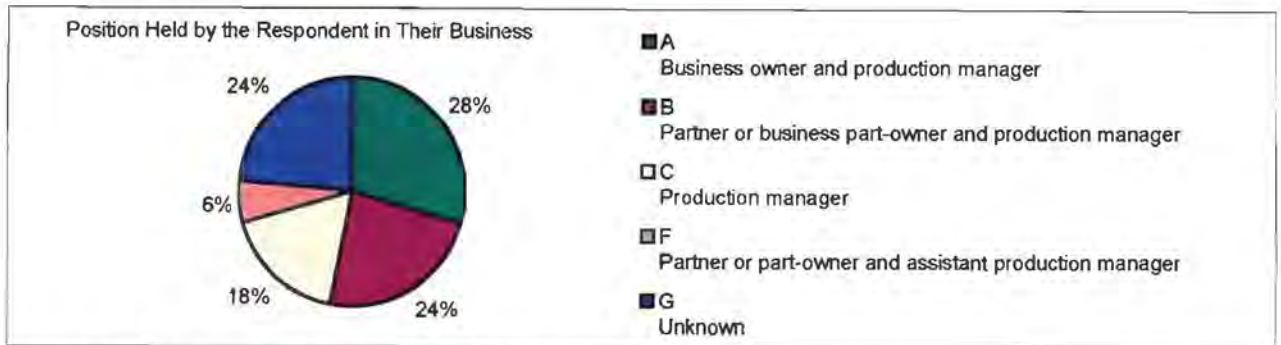 Position Held by the Respondent in Their Business
24%
28%
6%
18%
24%
A
Business owner and production manager
B
Partner or business part-owner and production manager
C
Production manager
F
Partner or part-owner and assistant production manager
G
Unknown